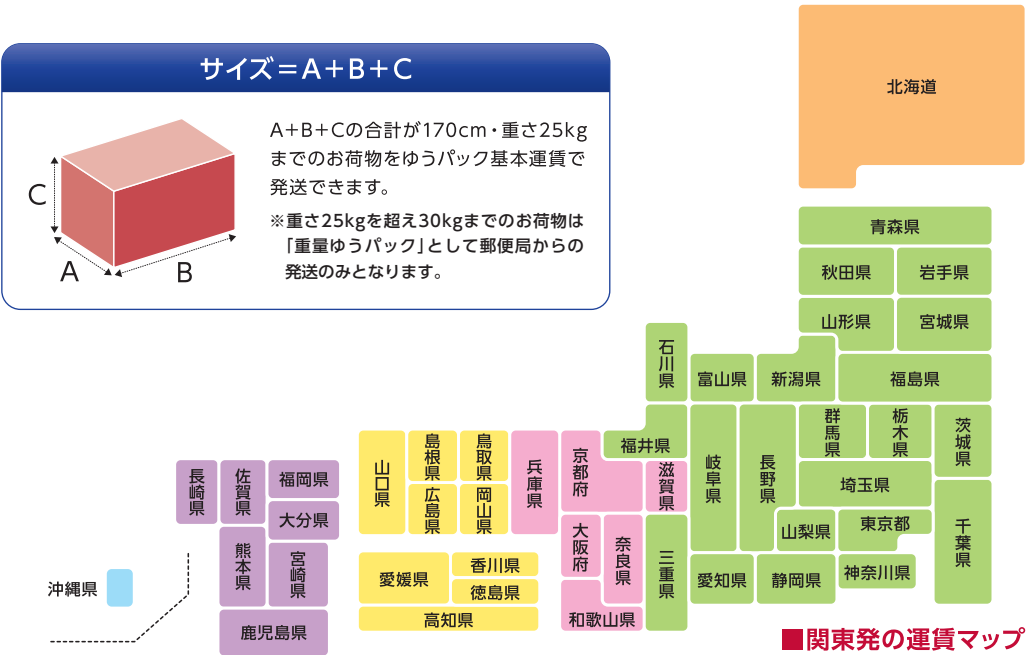 サイズ＝A＋B＋C
A＋B＋Cの合計が170cm・重さ25kg
までのお荷物をゆうパック基本運賃で
発送できます。
※重さ25kgを超え30kgまでのお荷物は
「重量ゆうパック」として郵便局からの
発送のみとなります。
C
A
B
北海道
青森県
秋田県
岩手県
山形県
宮城県
石川県
富山県
新潟県
福島県
福井県
岐阜県
長野県
群馬県
栃木県
茨城県
埼玉県
山梨県
東京都
千葉県
愛知県
静岡県
神奈川県
三重県
滋賀県
京都府
兵庫県
大阪府
奈良県
和歌山県
鳥取県
島根県
岡山県
広島県
山口県
香川県
愛媛県
徳島県
高知県
福岡県
佐賀県
長崎県
大分県
熊本県
宮崎県
鹿児島県
沖縄県
■関東発の運賃マップ